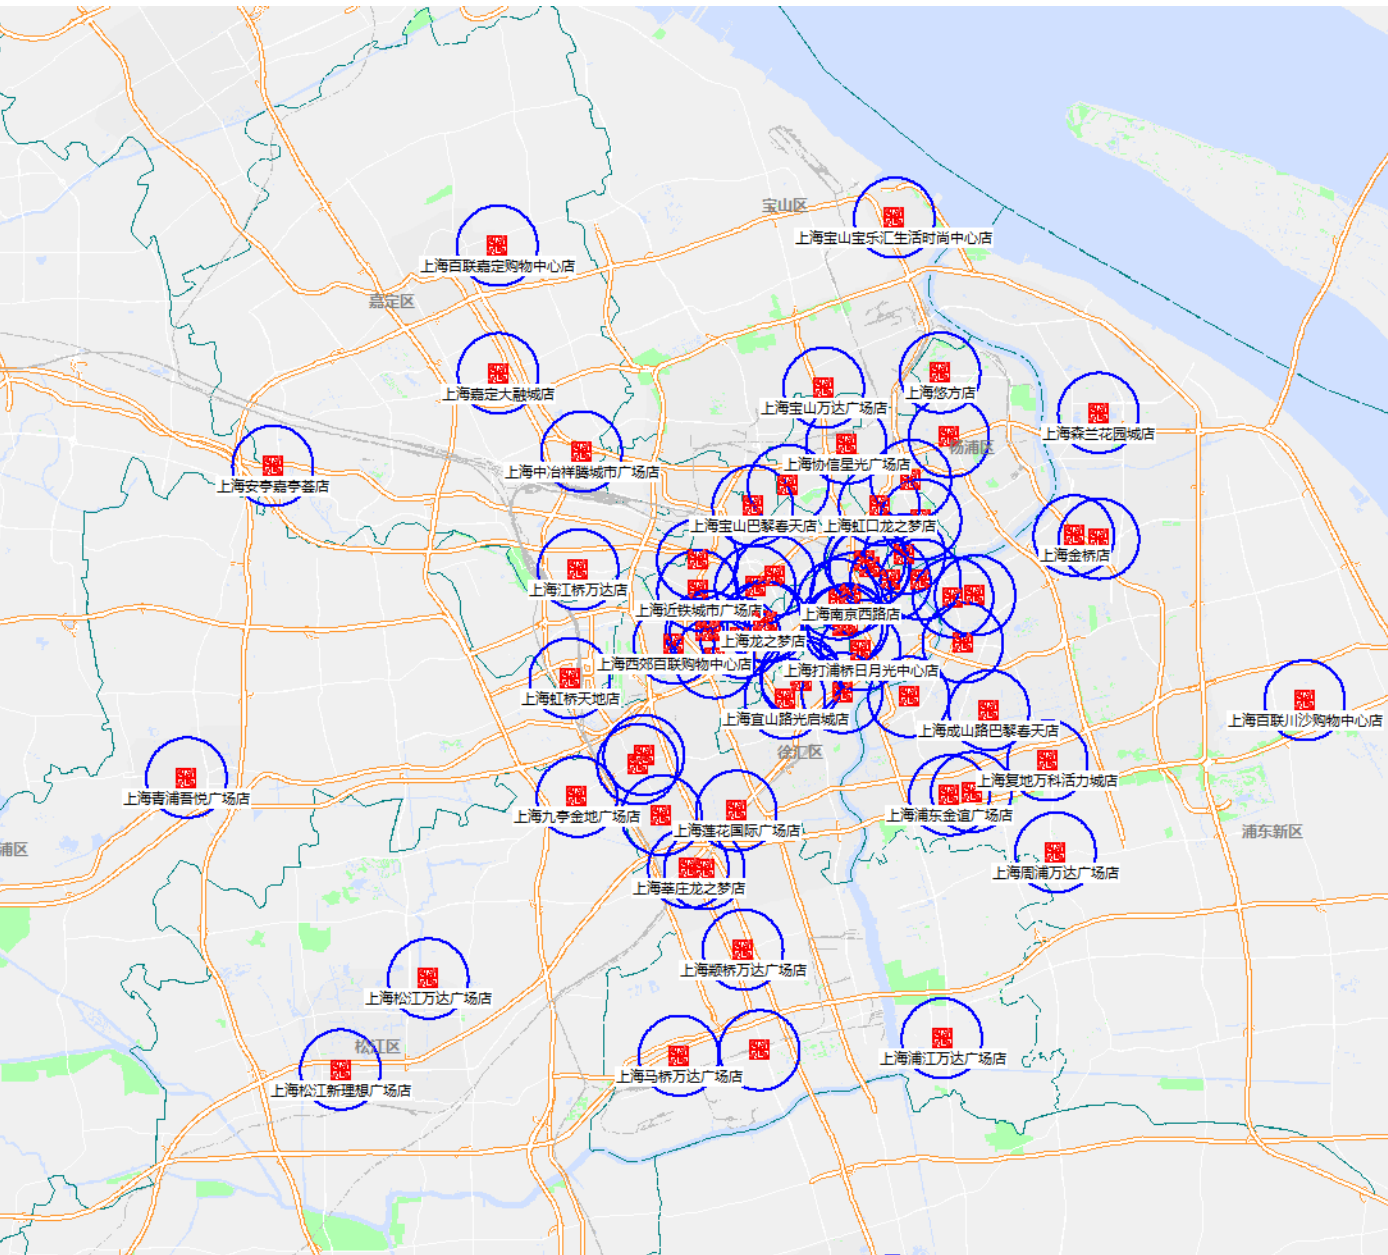 宝山区
上海宝山宝乐汇生活时尚中心店
上海百联嘉定购物中心店
嘉定区
上海嘉定大融城店
上海悠方店
上海宝山万达广场店
上海森兰花园城店
杨浦区
上海协信星光广场店
上海中冶祥腾城市广场店
上海安亭嘉亭荟店
上海宝山巴黎春天店
上海虹口龙之梦店
上海金桥店
上海江桥万达店
上海近铁城市广场店
上海南京西路店
上海龙之梦店
上海西郊百联购物中心店
上海打浦桥日月光中心店
上海虹桥天地店
上海宜山路光启城店
上海百联川沙购物中心店
上海成山路巴黎春天店
徐汇区
上海复地万科活力城店
上海青浦吾悦广场店
上海九亭金地广场店
上海浦东金谊广场店
上海莲花国际广场店
浦东新区
浦区
上海周浦万达广场店
上海莘庄龙之梦店
上海颛桥万达广场店
上海松江万达广场店
松江区
上海浦江万达广场店
上海马桥万达广场店
上海松江新理想广场店